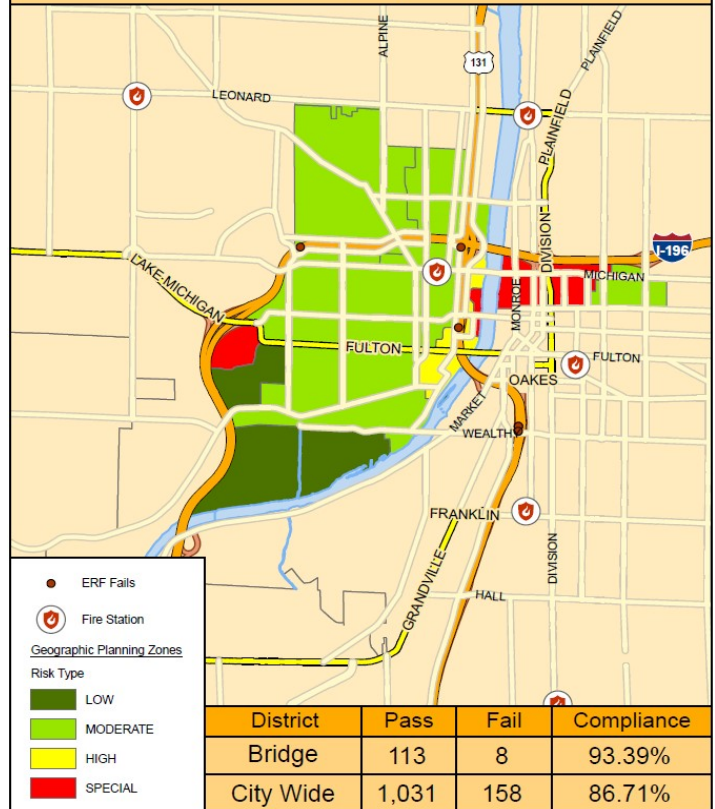 ALPINE
131
PLAINFIELD
LEONARD
PLAINFIELD
DIVISION
I-196
LAKE-MICHIGAN
MICHIGAN
MONROE
FULTON
FULTON
OAKES
MARKET
WEALTHY
FRANKLIN
GRANDVILLE
DIVISION
HALL
ERF Fails
Fire Station
Geographic Planning Zones
Risk Type
LOW
MODERATE
HIGH
SPECIAL
District Pass Fail Compliance
Bridge 113 8 93.39%
City Wide 1,031 158 86.71%